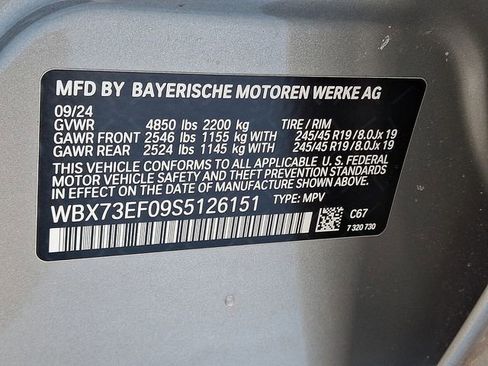 MFD BY BAYERISCHE MOTOREN WERKE AG
09/24
GVWR 4850 lbs 2200 kg TIRE / RIM
GAWR FRONT 2546 lbs 1155 kg WITH 245/45 R19 / 8.0Jx 19
GAWR REAR 2524 lbs 1145 kg WITH 245/45 R19 / 8.0Jx 19
THIS VEHICLE CONFORMS TO ALL APPLICABLE U. S. FEDERAL
MOTOR VEHICLE SAFETY AND THEFT PREVENTION STANDARDS
IN EFFECT ON THE DATE OF MANUFACTURE SHOWN ABOVE.
WBX73EF09S5126151 TYPE: MPV
C67
7 320 730